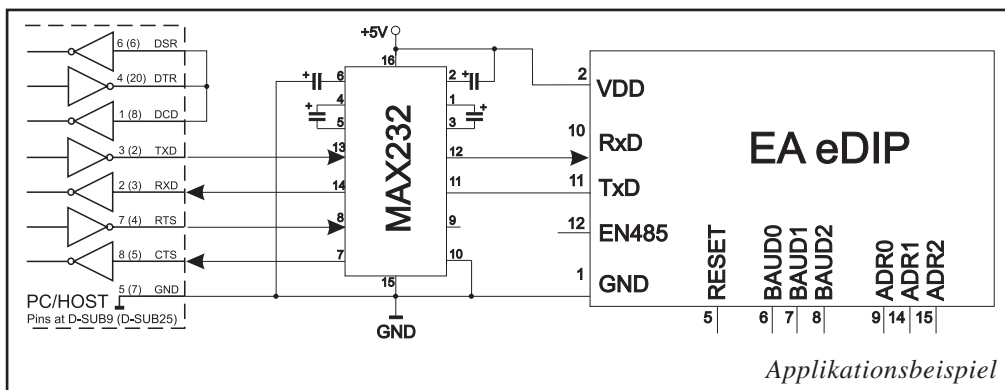 +5V
6 (6) DSR
4 (20) DTR
1 (8) DCD
3 (2) TXD
2 (3) RXD
7 (4) RTS
8 (5) CTS
5 (7) GND
PC/HOST
Pins at D-SUB9 (D-SUB25)
16
+ 6
2 +
4
+
5
1
+
3
13
12
14
11
8
9
7
10
15
MAX232
GND
2 VDD
10 RxD
11 TxD
12 EN485
1 GND
EA eDIP
RESET
BAUD0
BAUD1
BAUD2
ADR0
ADR1
ADR2
5 6 7 8 9 14 15
Applikationsbeispiel